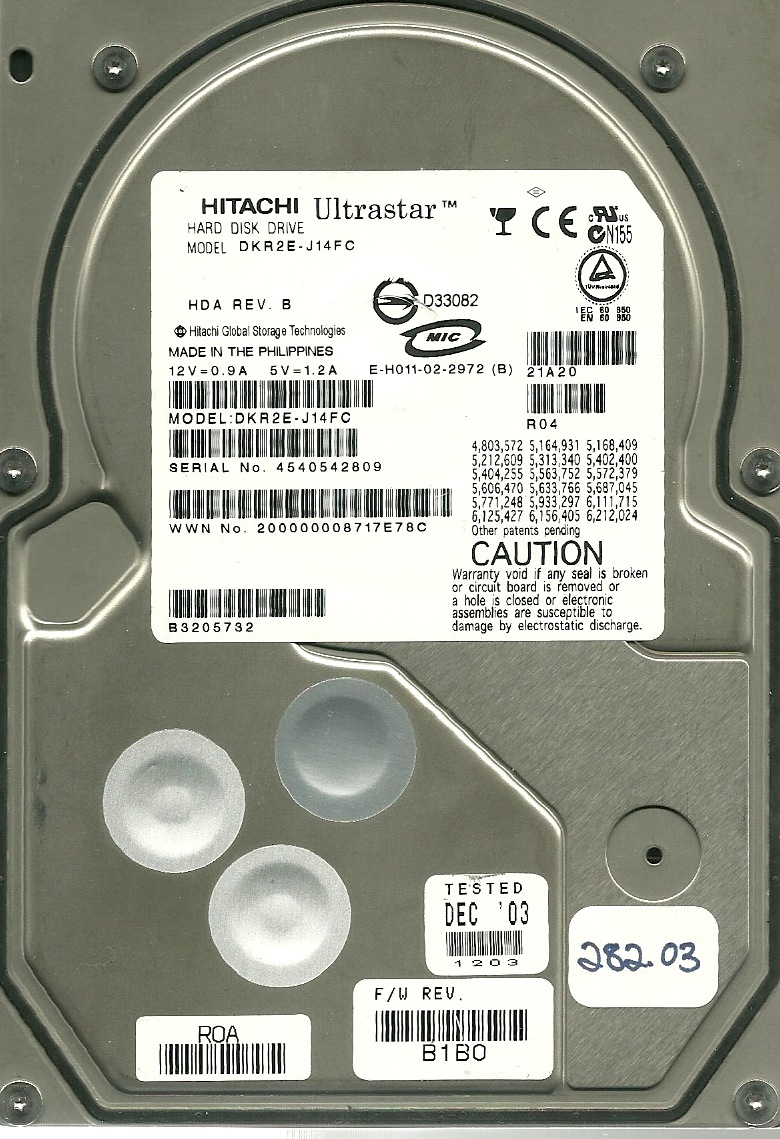 HITACHI Ultrastar™
HARD DISK DRIVE
MODEL DKR2E-J14FC
CE
c US
N155
HDA REV. B
D33082
IEC 60 950
EN 60 950
Hitachi Global Storage Technologies
MIC
MADE IN THE PHILIPPINES
12V=0.9A 5V=1.2A E-H011-02-2972 (B) 21A20
MODEL:DKR2E-J14FC
R04
SERIAL No. 4540542809
4,803,572 5,164,931 5,168,409
5,212,609 5,313,340 5,402,400
5,404,255 5,563,752 5,572,379
5,606,470 5,633,766 5,687,045
5,771,248 5,933,297 6,111,715
6,125,427 6,156,405 6,212,024
Other patents pending
WWN No. 200000008717E78C
CAUTION
Warranty void if any seal is broken
or circuit board is removed or
a hole is closed or electronic
assemblies are susceptible to
damage by electrostatic discharge.
B3205732
TESTED
DEC '03
1203
282.03
F/W REV.
B1B0
R0A